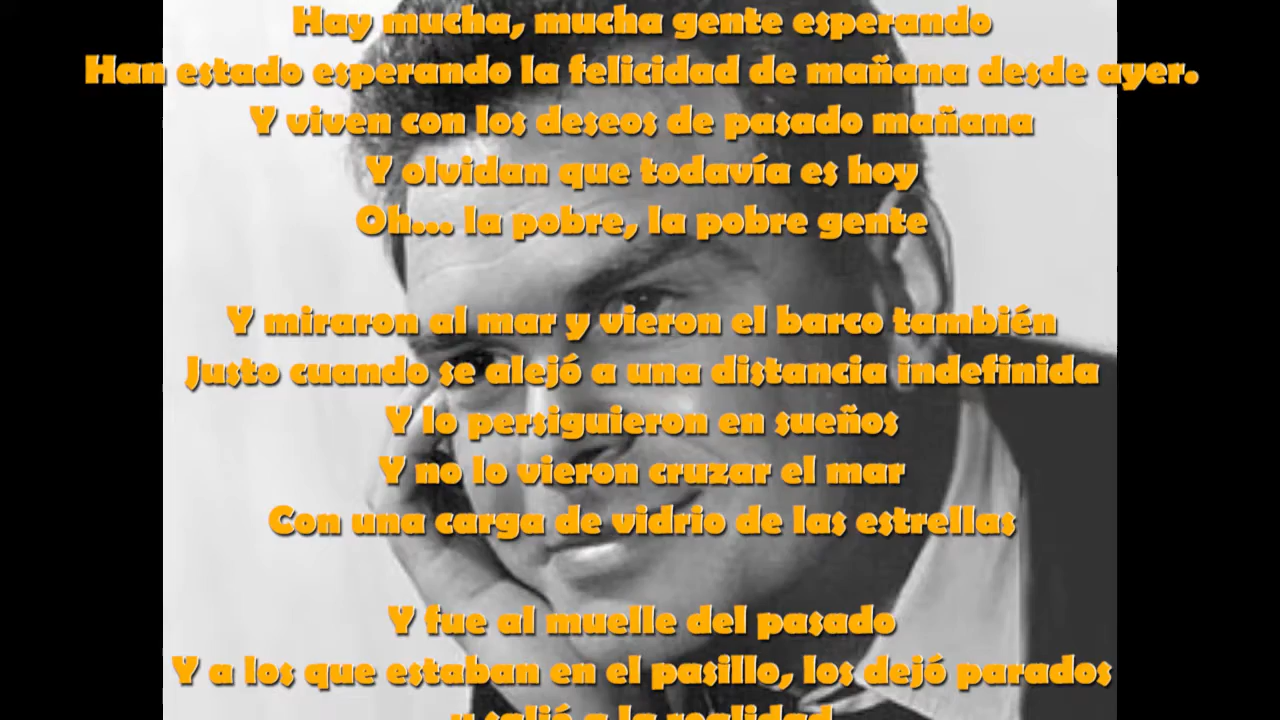 Hay mucha, mucha gente esperando
Han estado esperando la felicidad de mañana desde ayer.
Y viven con los deseos de pasado mañana
Y olvidan que todavía es hoy
Oh... la pobre, la pobre gente
Y miraron al mar y vieron el barco también
Justo cuando se alejó a una distancia indefinida
Y lo persiguieron en sueños
Y no lo vieron cruzar el mar
Con una carga de vidrio de las estrellas
Y fue al muelle del pasado
Y a los que estaban en el pasillo, los dejó parados
y salió a la realidad